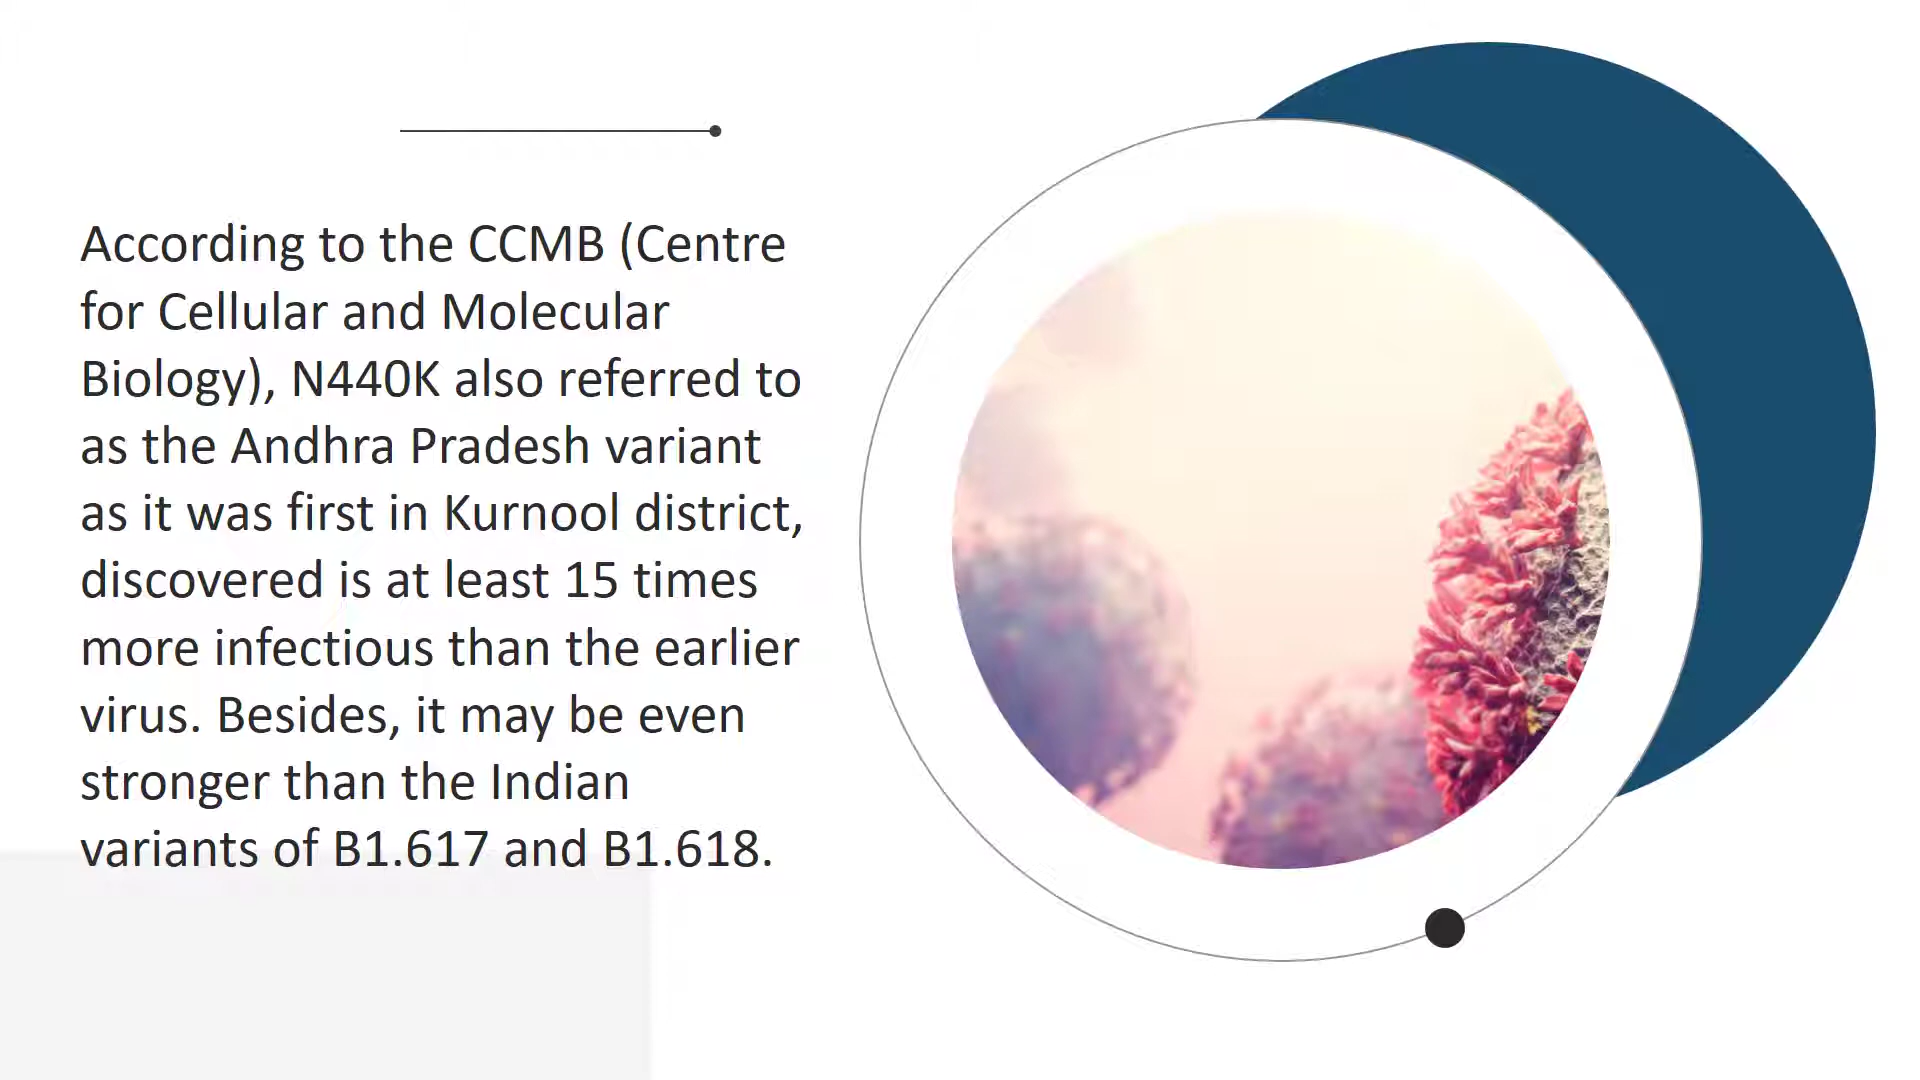 According to the CCMB (Centre
for Cellular and Molecular
Biology), N440K also referred to
as the Andhra Pradesh variant
as it was first in Kurnool district,
discovered is at least 15 times
more infectious than the earlier
virus. Besides, it may be even
stronger than the Indian
variants of B1.617 and B1.618.